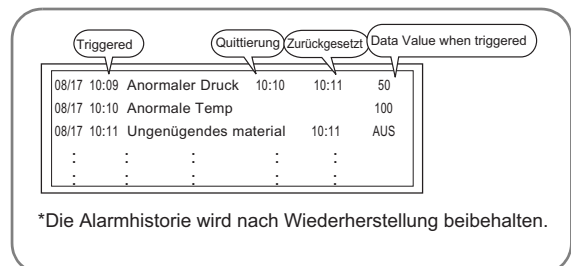 Triggered Quittierung Zurückgesetzt Data Value when triggered
08/17 10:09 Anormaler Druck 10:10 10:11 50
08/17 10:10 Anormale Temp 100
08/17 10:11 Ungenügendes material 10:11 AUS
: : : : :
: : : : :
*Die Alarmhistorie wird nach Wiederherstellung beibehalten.